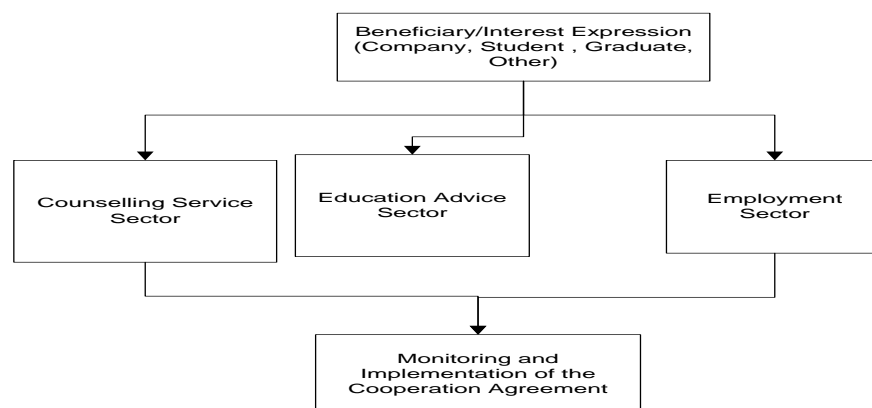 Beneficiary/Interest Expression
(Company, Student , Graduate,
Other)
Counselling Service
Sector
Education Advice
Sector
Employment
Sector
Monitoring and
Implementation of the
Cooperation Agreement